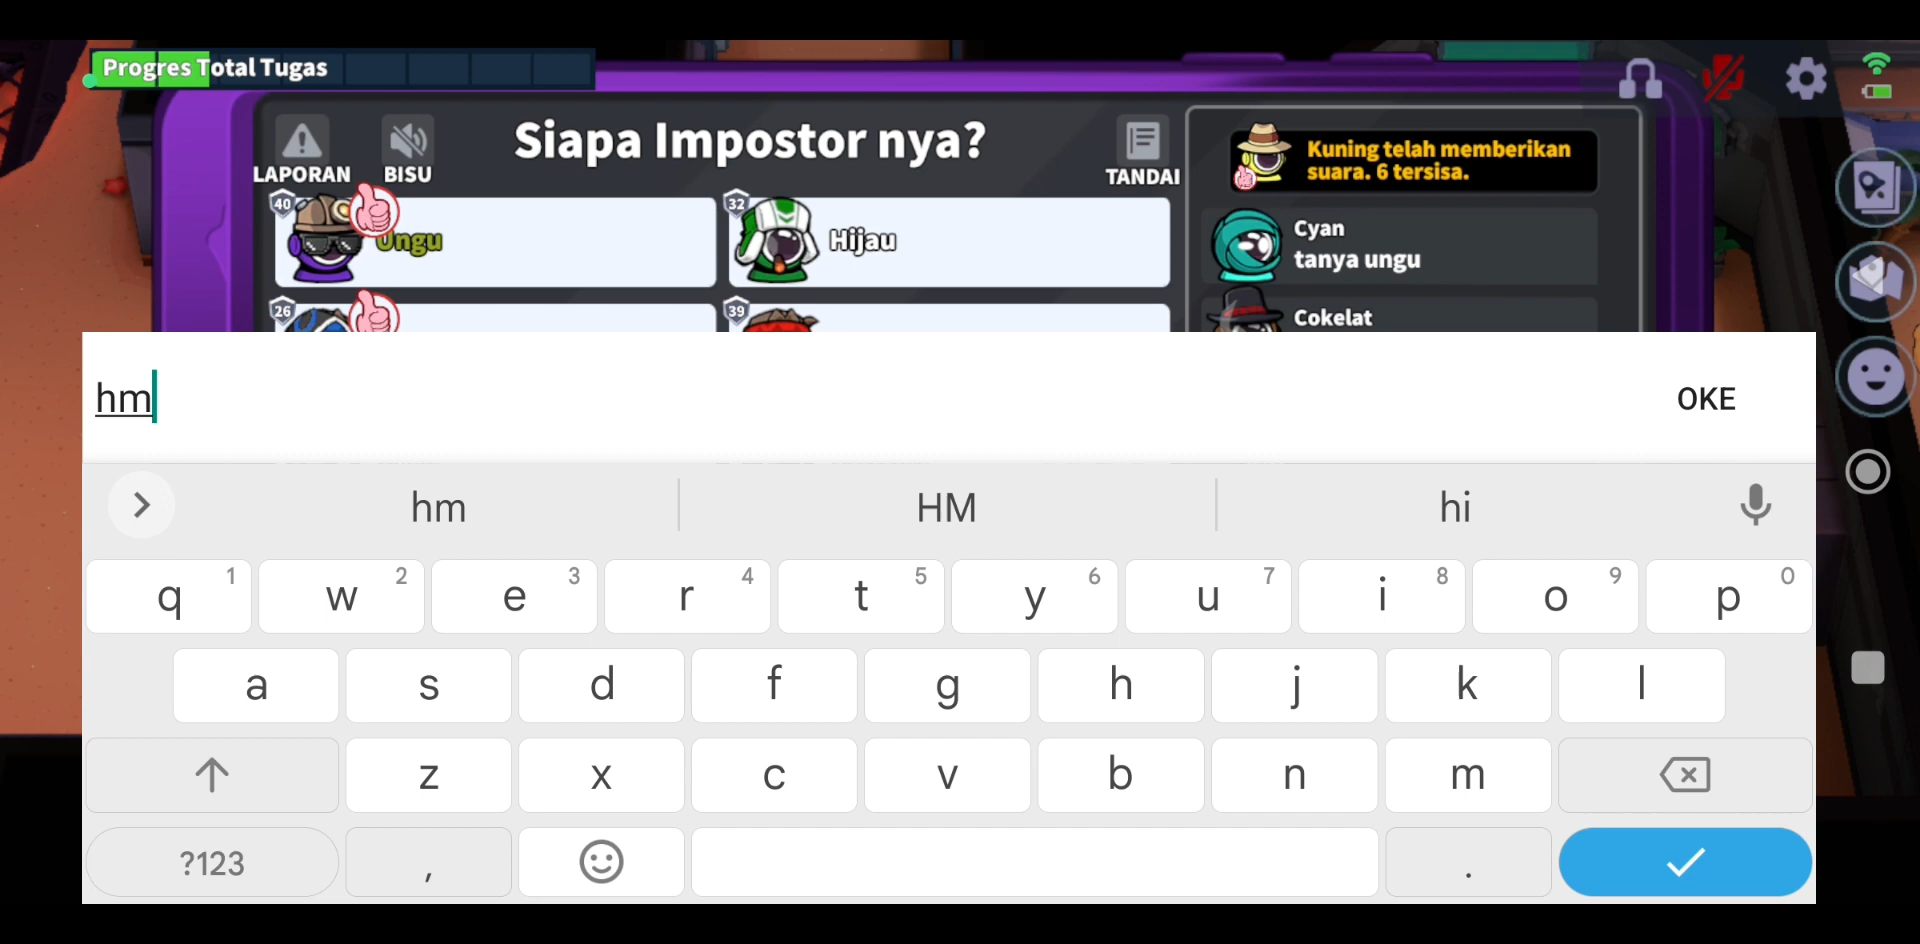 Progres Total Tugas
Siapa Impostor nya?
LAPORAN
BISU
TANDAI
Kuning telah memberikan
suara. 6 tersisa.
40
Ungu
32
Hijau
Cyan
tanya ungu
26
39
Cokelat
hm
OKE
hm HM hi
q 1 w 2 e 3 r 4 t 5 y 6 u 7 i 8 o 9 p 0
a s d f g h j k l
z x c v b n m
?123 , .